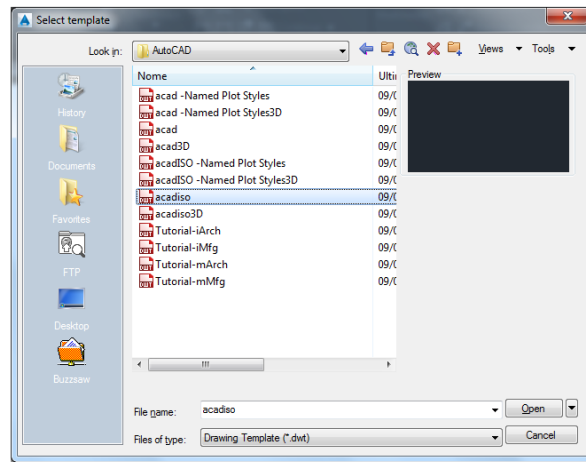 Select template
Look in: AutoCAD Views Tools
Name Ulti Preview
acad -Named Plot Styles 09/0
acad -Named Plot Styles3D 09/0
acad 09/0
acad3D 09/0
acadISO -Named Plot Styles 09/0
acadISO -Named Plot Styles3D 09/0
acadiso 09/0
acadiso3D 09/0
Tutorial-iArch 09/0
Tutorial-iMfg 09/0
Tutorial-mArch 09/0
Tutorial-mMfg 09/0
History
Documents
Favorites
FTP
Desktop
Buzzsaw
File name: acadiso Open
Files of type: Drawing Template (*.dwt) Cancel